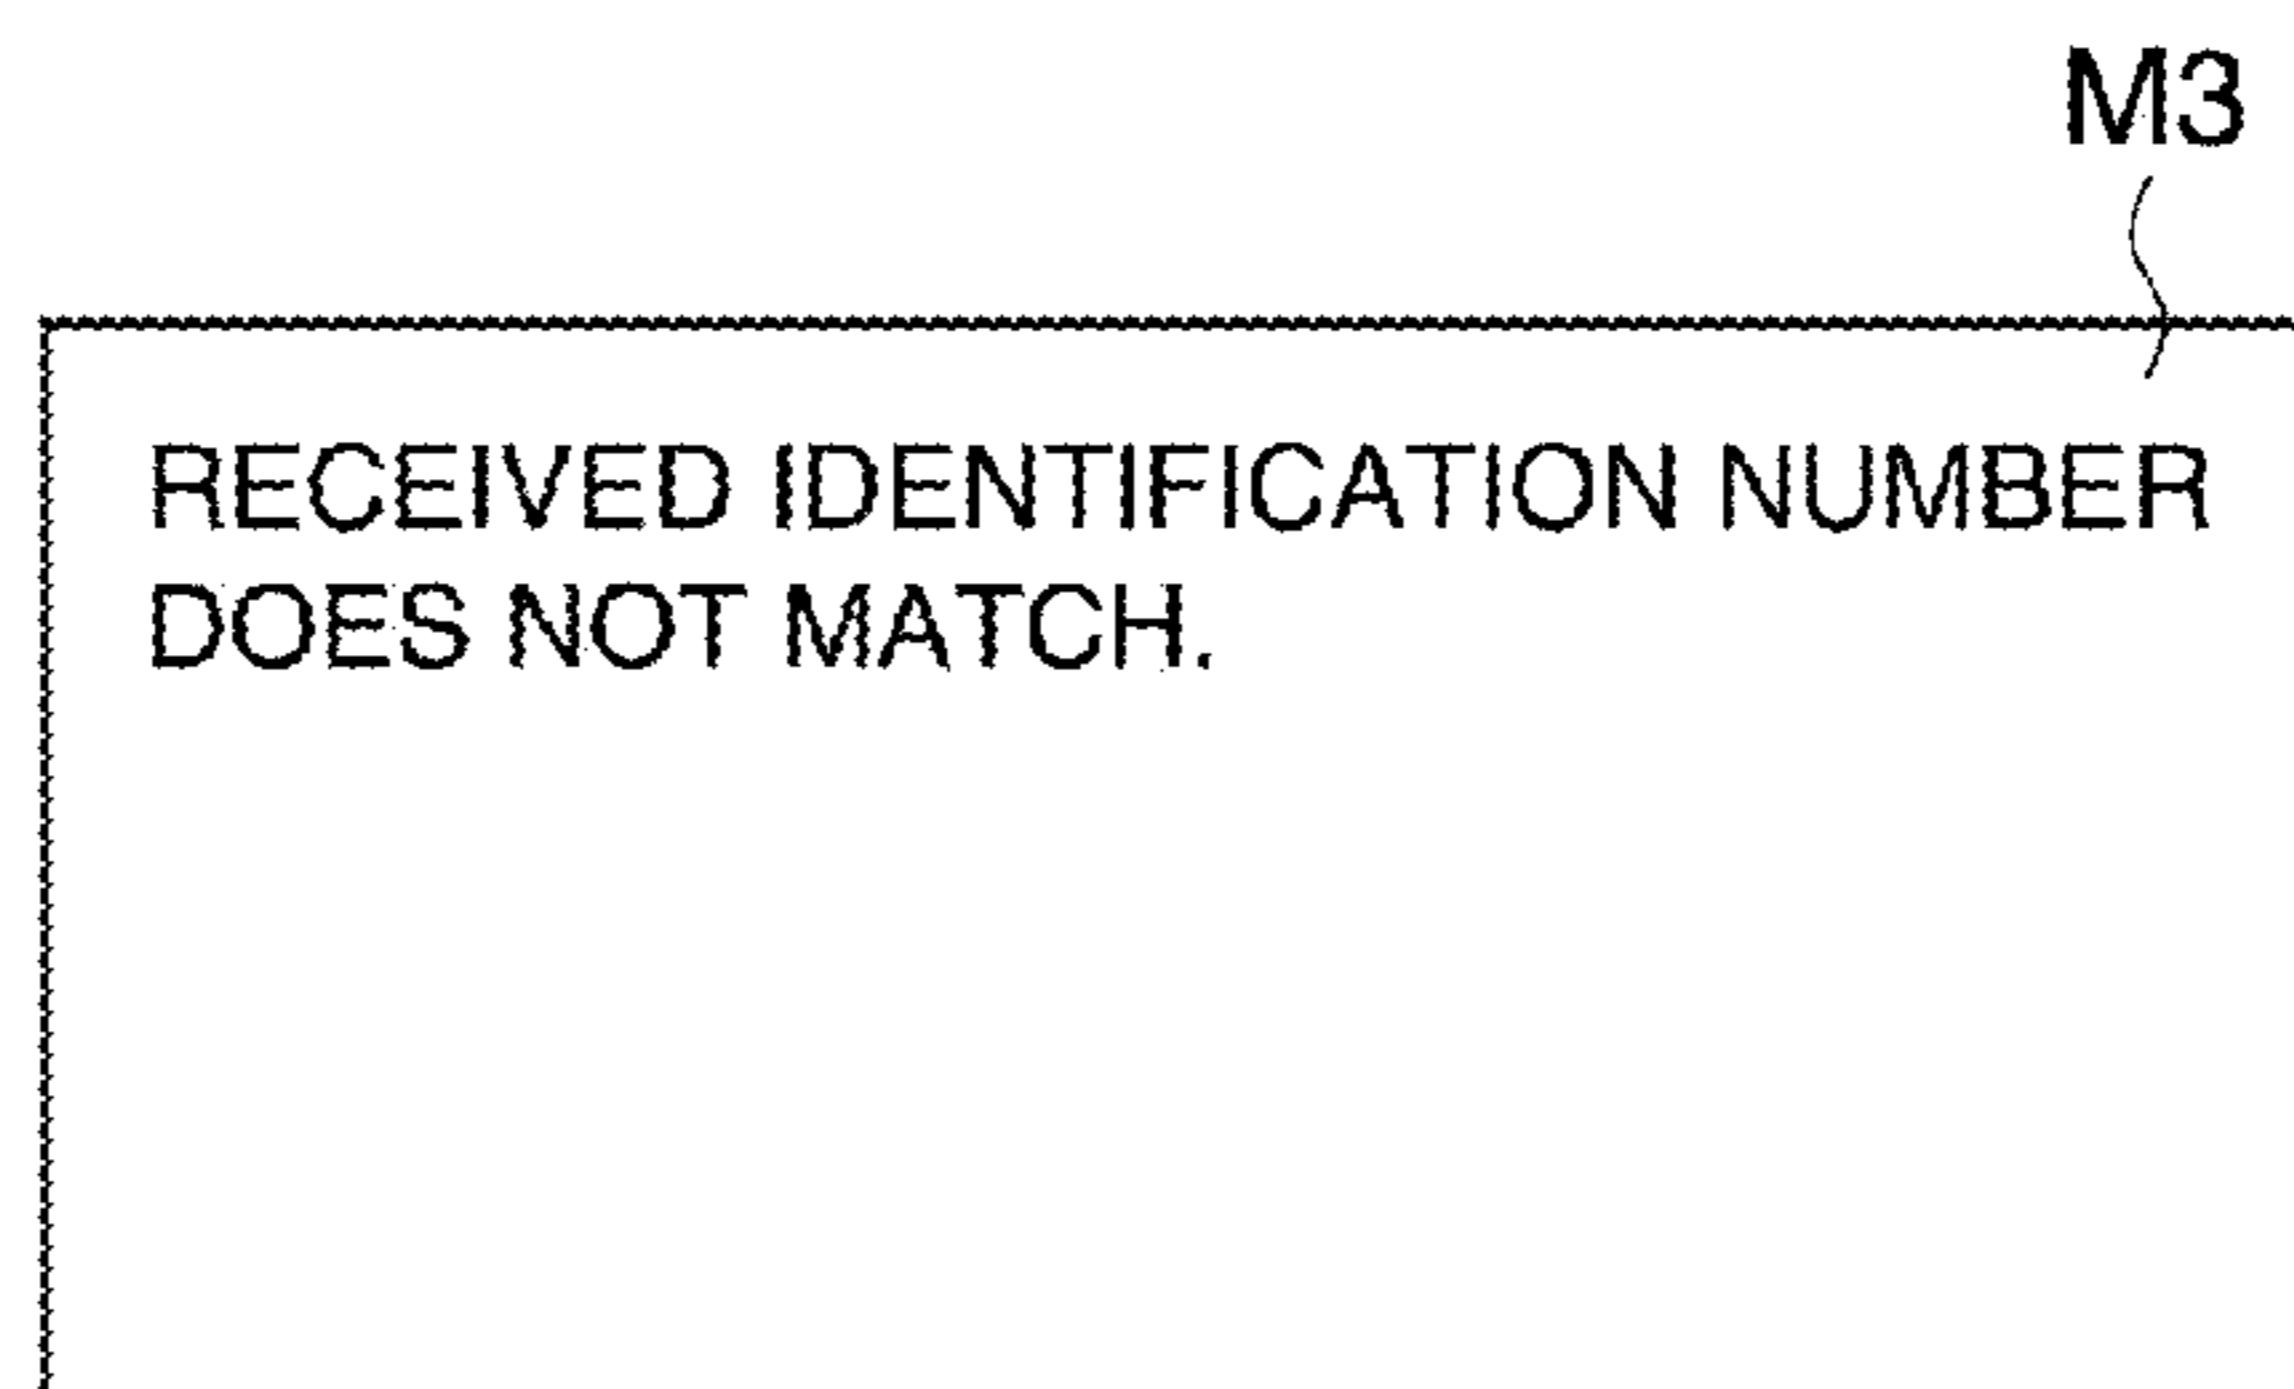 M3
RECEIVED IDENTIFICATION NUMBER
DOES NOT MATCH.